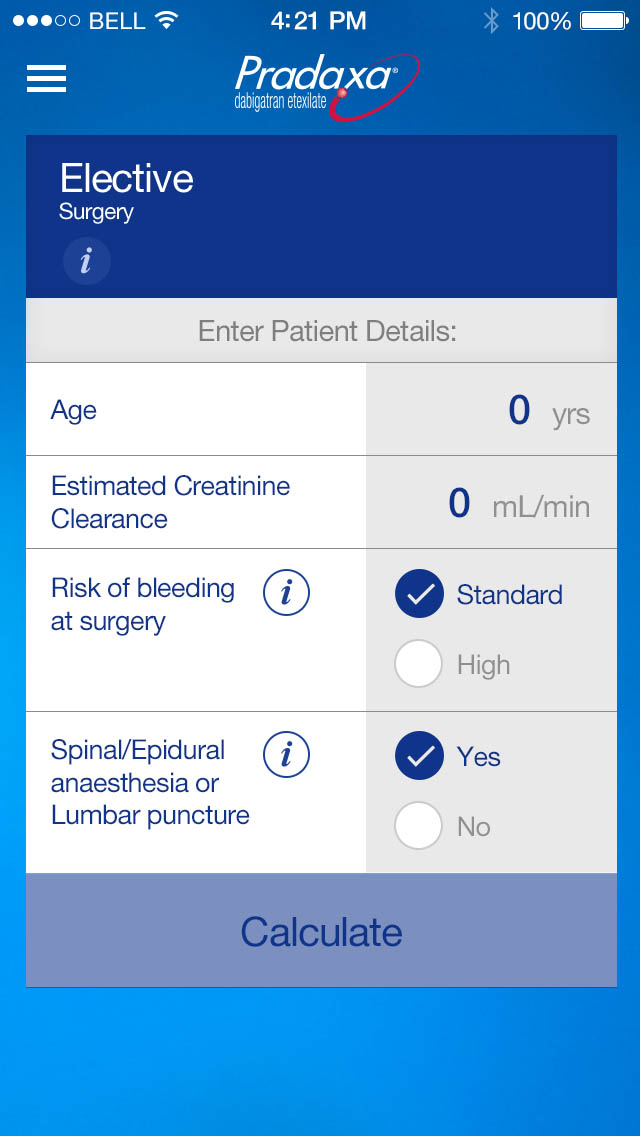 BELL 4:21 PM 100%
Pradaxa®
dabigatran etexilate
Elective
Surgery
i
Enter Patient Details:
Age 0 yrs
Estimated Creatinine
Clearance
0 mL/min
Risk of bleeding
at surgery
i
Standard
High
Spinal/Epidural
anaesthesia or
Lumbar puncture
i
Yes
No
Calculate